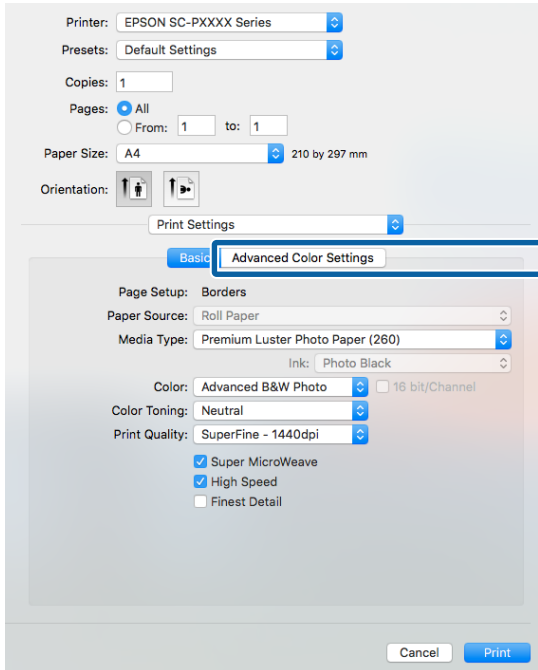 Printer: EPSON SC-PXXXX Series
Presets: Default Settings
Copies: 1
Pages: All
From: 1 to: 1
Paper Size: A4 210 by 297 mm
Orientation:
Print Settings
Basic Advanced Color Settings
Page Setup: Borders
Paper Source: Roll Paper
Media Type: Premium Luster Photo Paper (260)
Ink: Photo Black
Color: Advanced B&W Photo 16 bit/Channel
Color Toning: Neutral
Print Quality: SuperFine - 1440dpi
Super MicroWeave
High Speed
Finest Detail
Cancel Print